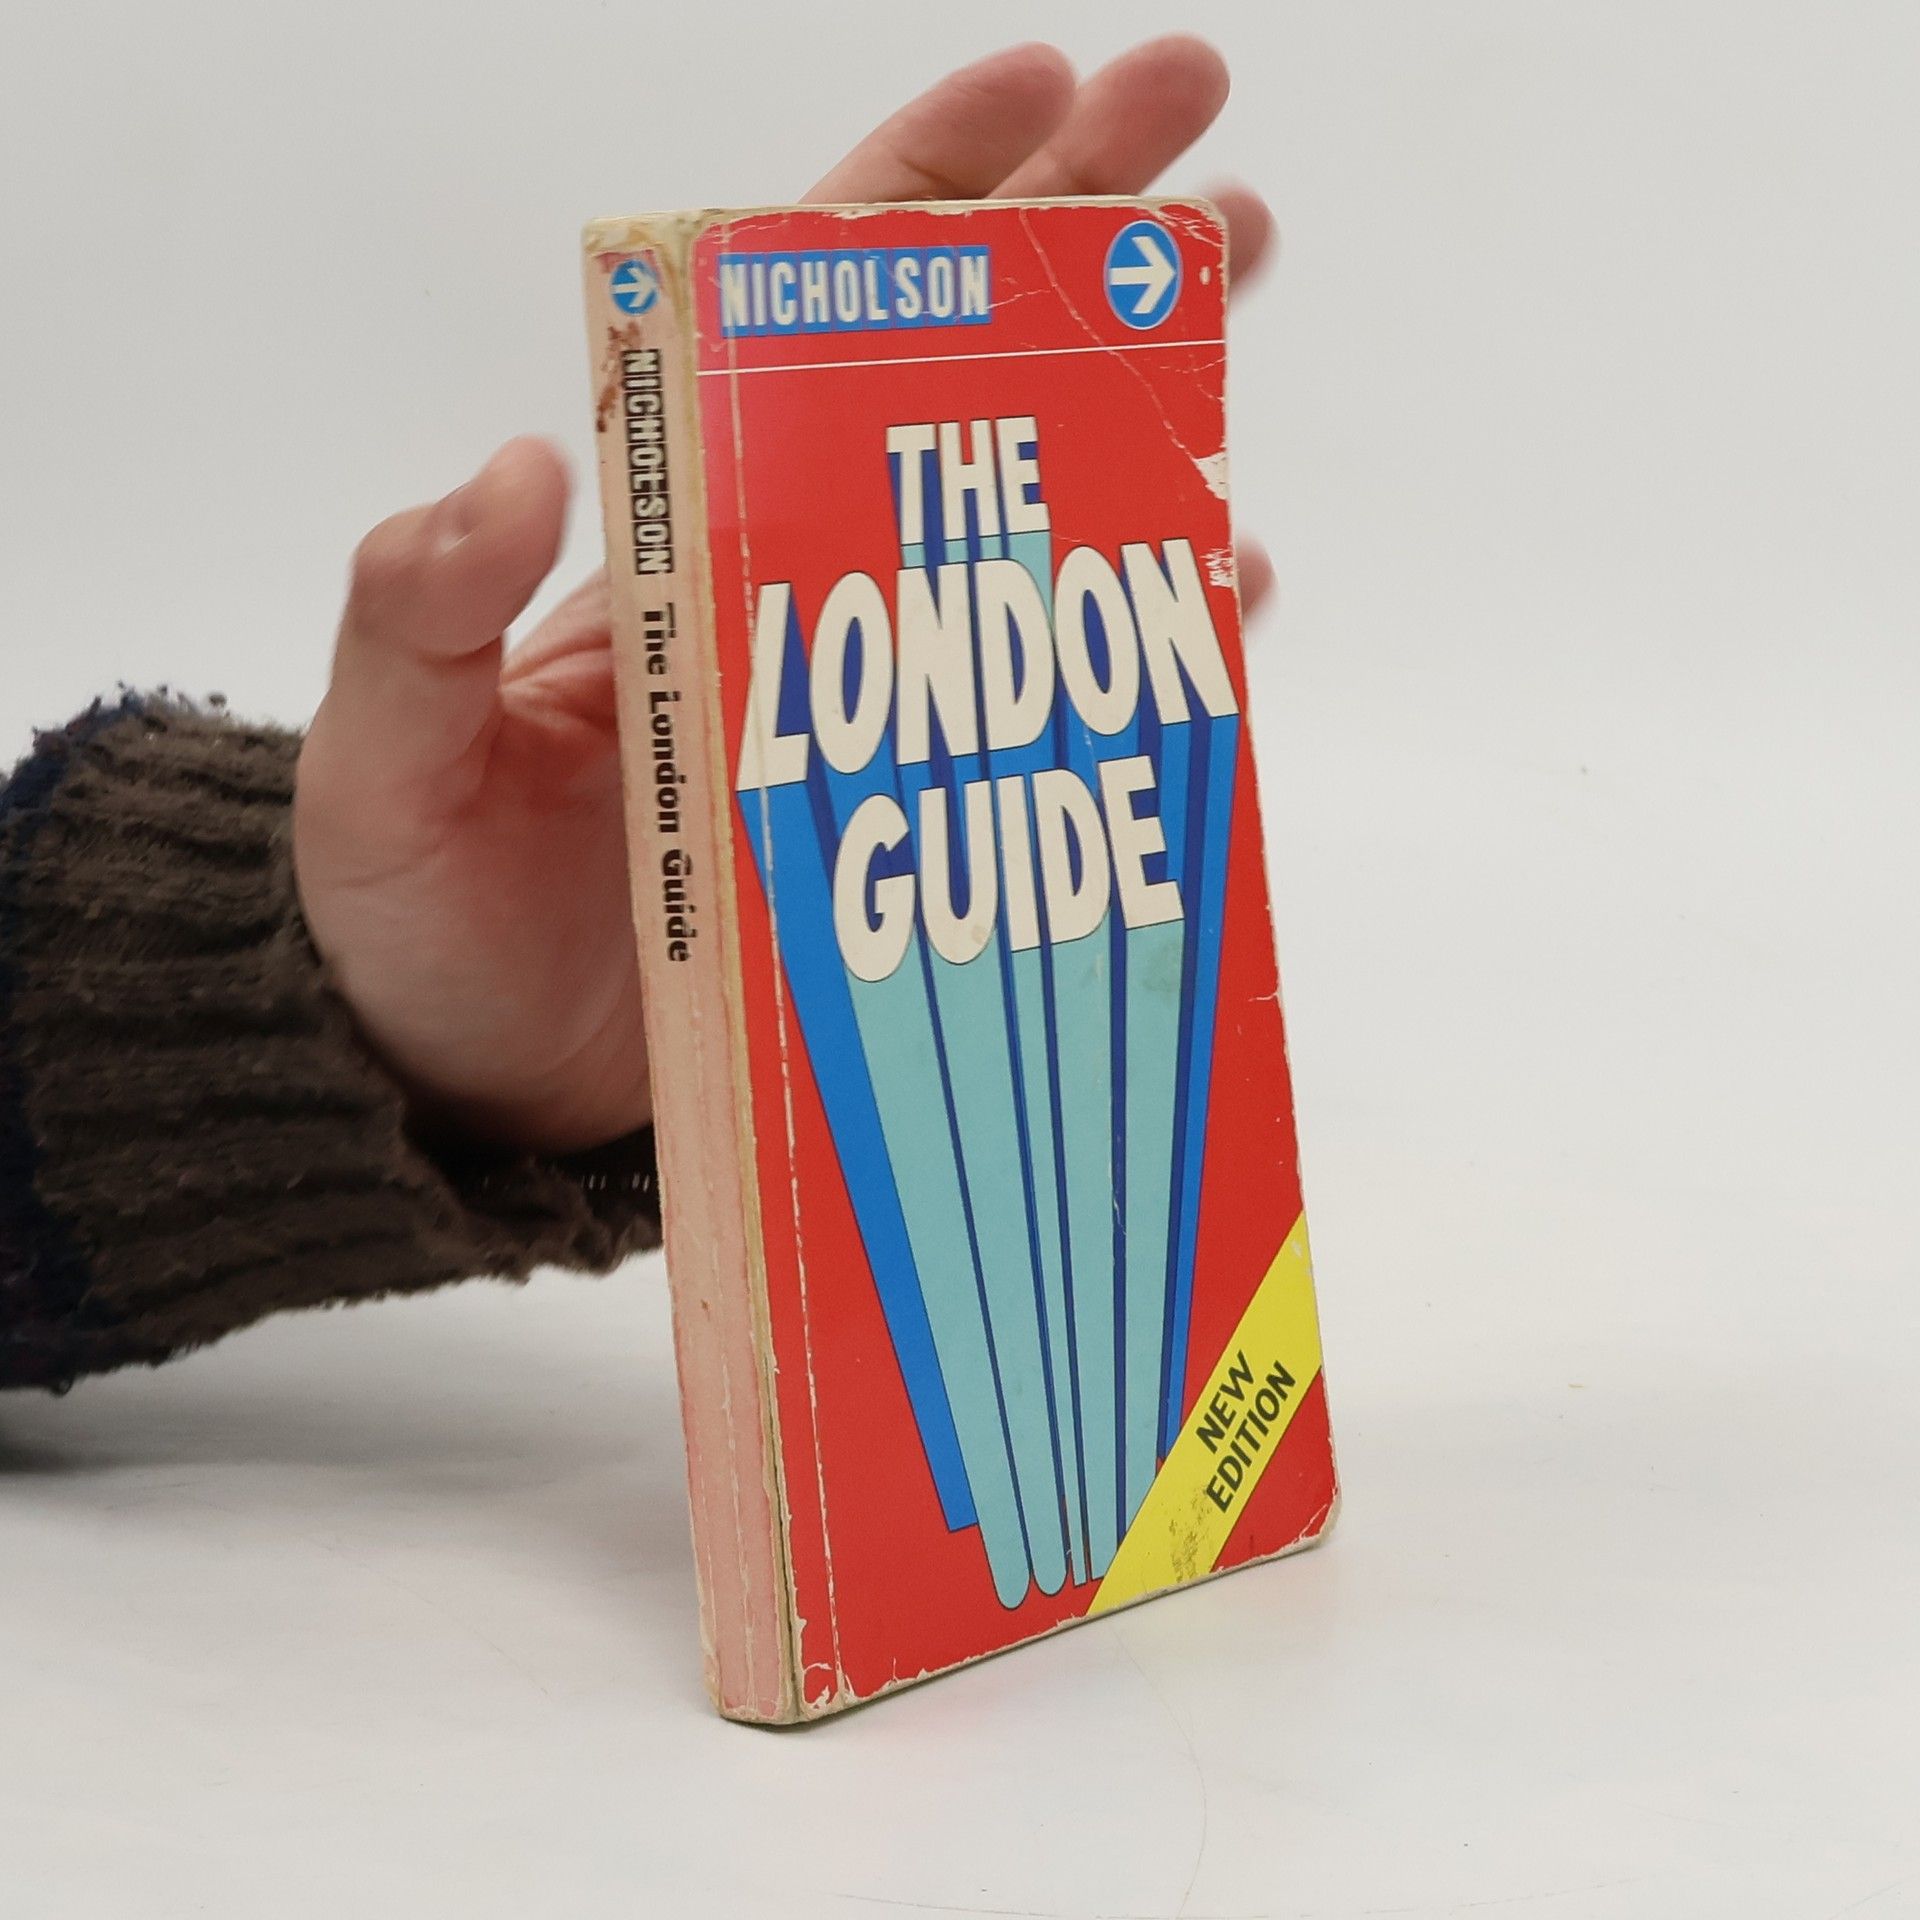 NICHOLSON
THE
LONDON
GUIDE
NEW
EDITION
NICHOLSON The London Guide